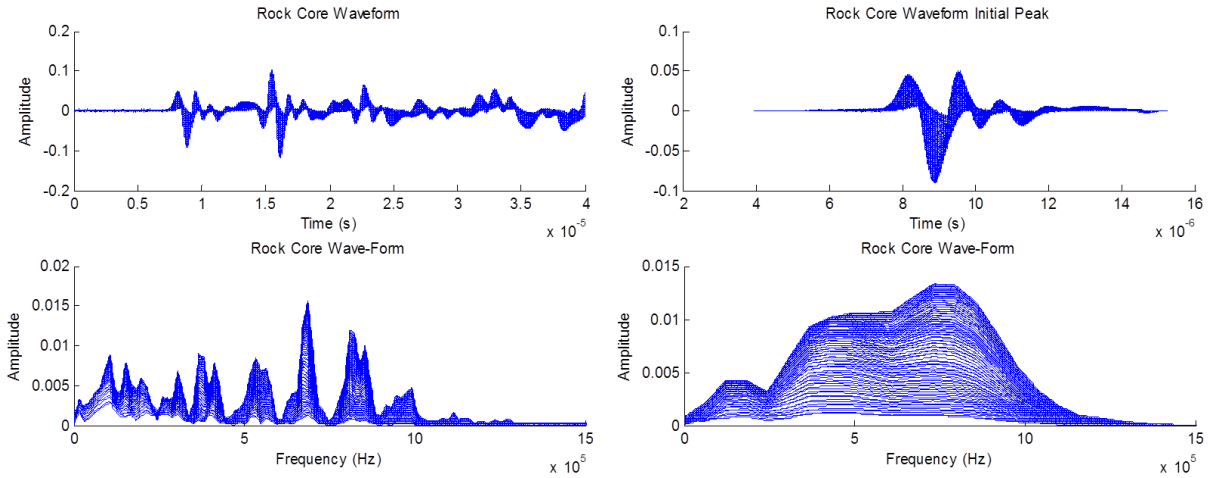 Rock Core Waveform
0.2
0.1
0
-0.1
-0.2
Amplitude
0 0.5 1 1.5 2 2.5 3 3.5 4
Time (s)
x 10^-5
Rock Core Waveform Initial Peak
0.1
0.05
0
-0.05
-0.1
Amplitude
2 4 6 8 10 12 14 16
Time (s)
x 10^-6
Rock Core Wave-Form
0.02
0.015
0.01
0.005
0
Amplitude
0 5 10 15
Frequency (Hz)
x 10^5
Rock Core Wave-Form
0.015
0.01
0.005
0
Amplitude
0 5 10 15
Frequency (Hz)
x 10^5